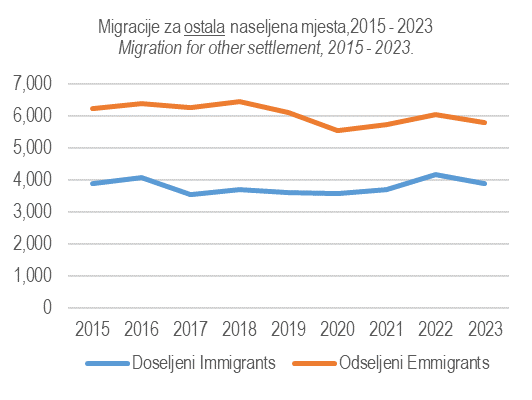 Migracije za ostala naseljena mjesta,2015 - 2023
Migration for other settlement, 2015 - 2023.
7,000
6,000
5,000
4,000
3,000
2,000
1,000
0
2015 2016 2017 2018 2019 2020 2021 2022 2023
Doseljeni Immigrants Odseljeni Emmigrants